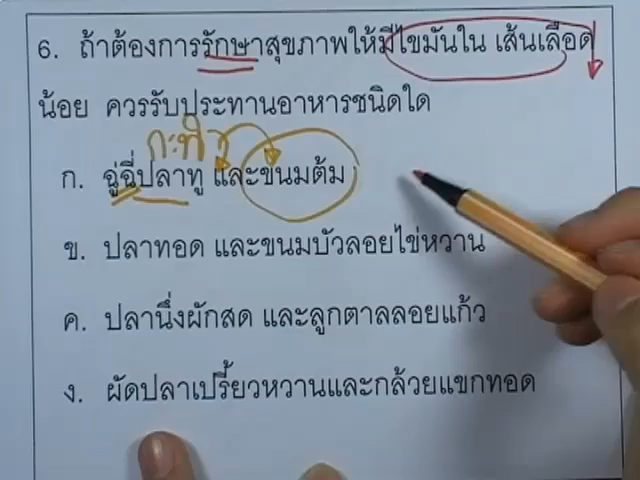 6. ถ้าต้องการรักษาสุขภาพให้มีไขมันใน เส้นเลือด
น้อย ควรรับประทานอาหารชนิดใด
กะทิ
ก. ฉู่ฉี่ปลาทู และขนมต้ม
ข. ปลาทอด และขนมบัวลอยไข่หวาน
ค. ปลานึ่งผักสด และลูกตาลลอยแก้ว
ง. ผัดปลาเปรี้ยวหวานและกล้วยแขกทอด